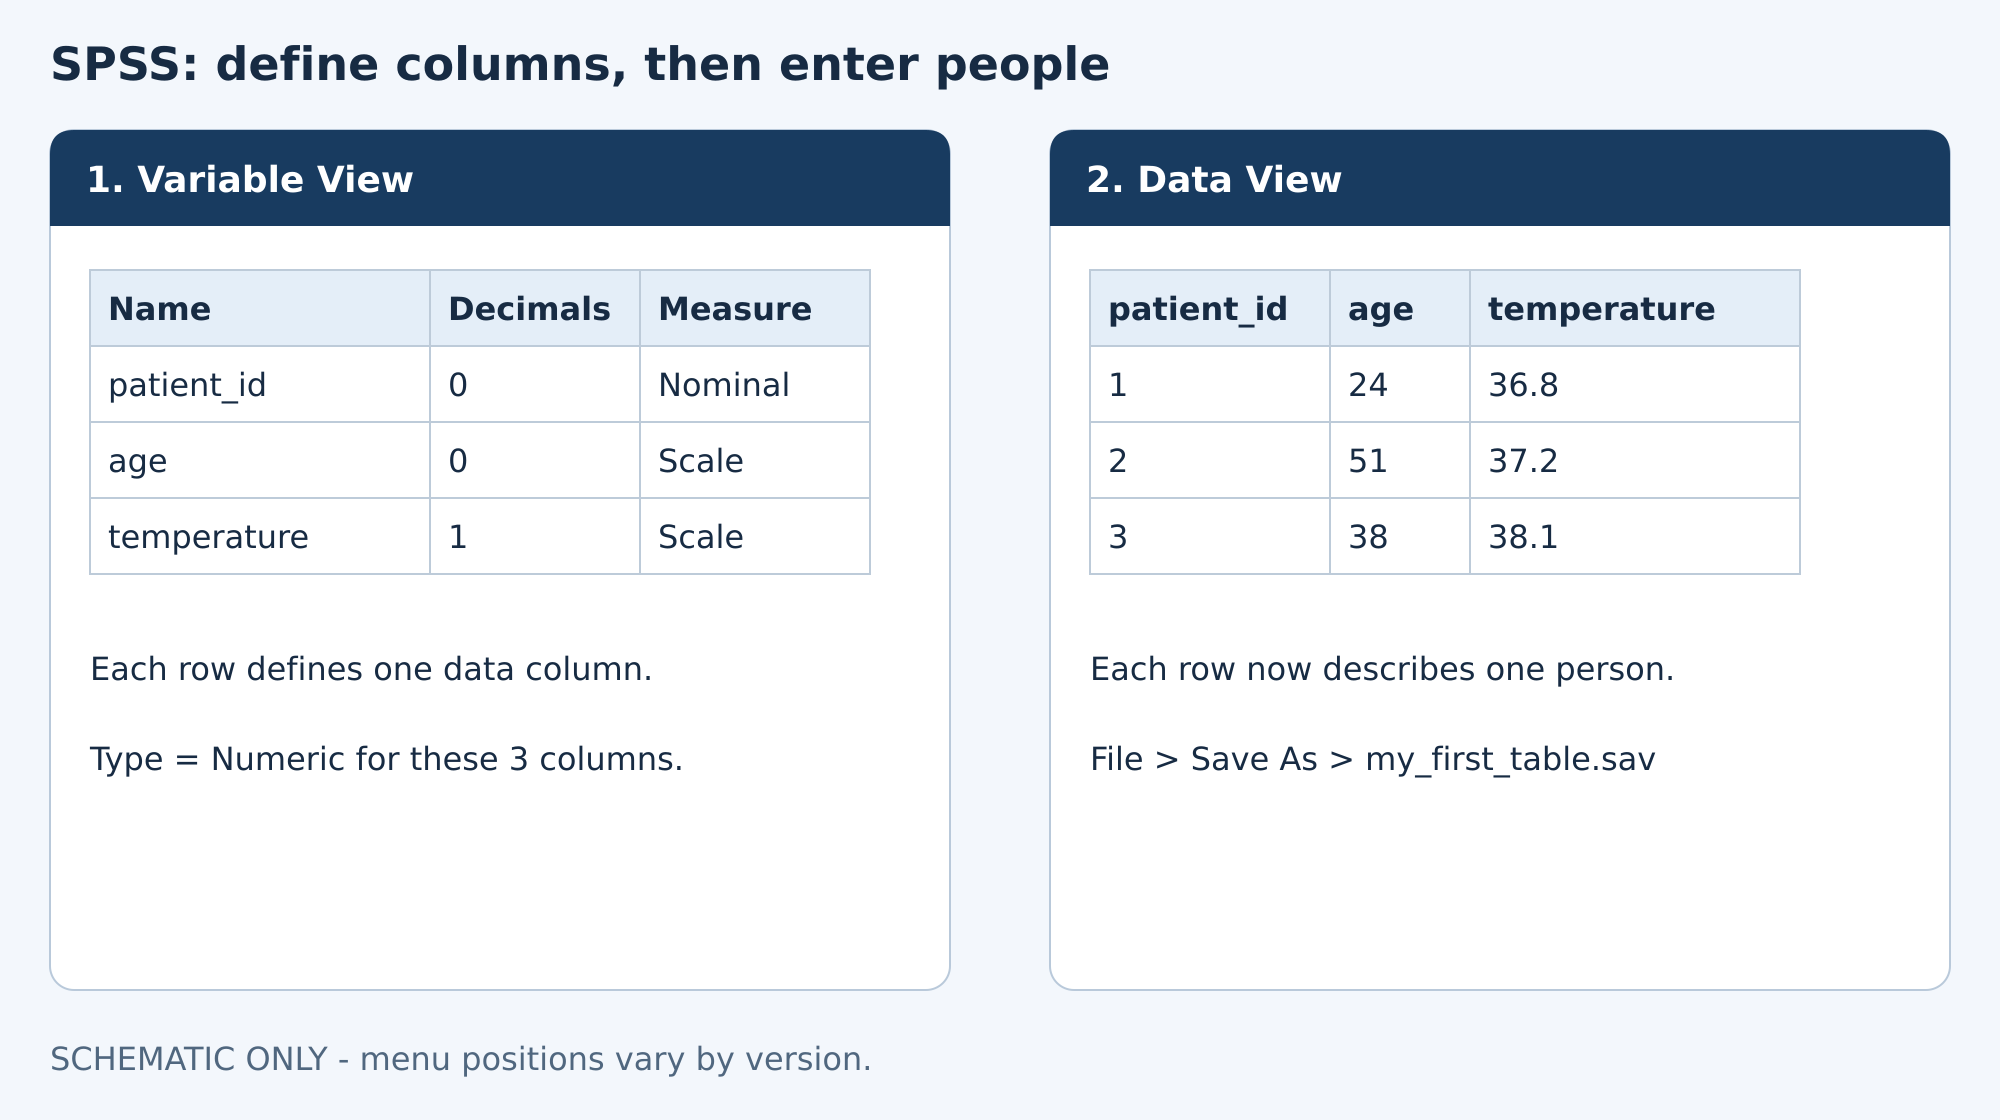 SPSS: define columns, then enter people
1. Variable View
Name Decimals Measure
patient_id 0 Nominal
age 0 Scale
temperature 1 Scale
Each row defines one data column.
Type = Numeric for these 3 columns.
2. Data View
patient_id age temperature
1 24 36.8
2 51 37.2
3 38 38.1
Each row now describes one person.
File > Save As > my_first_table.sav
SCHEMATIC ONLY - menu positions vary by version.